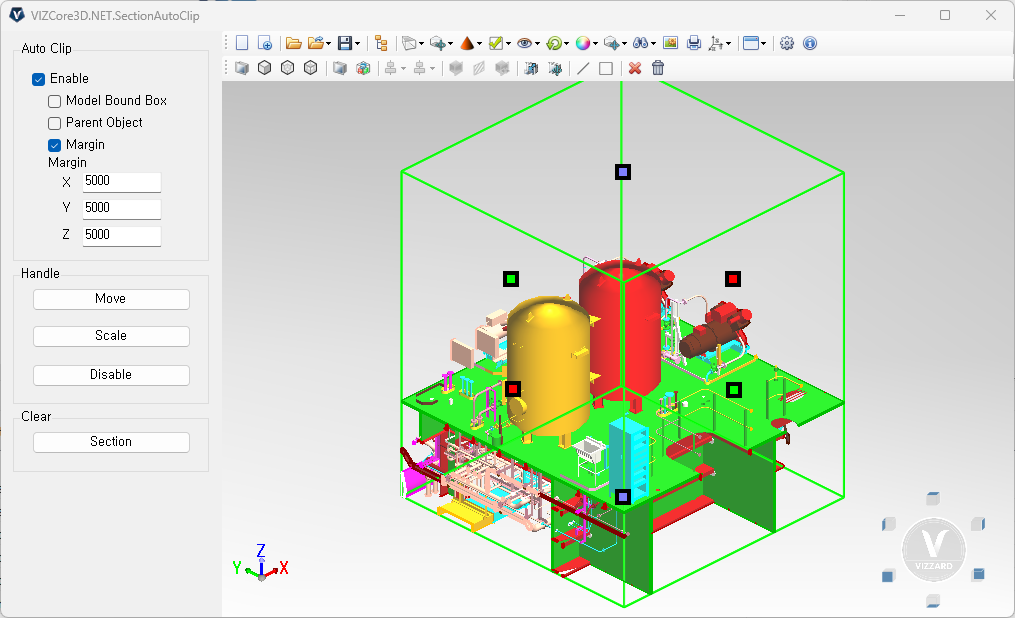 VIZCore3D.NET.SectionAutoClip
Auto Clip
Enable
Model Bound Box
Parent Object
Margin
Margin
X 5000
Y 5000
Z 5000
Handle
Move
Scale
Disable
Clear
Section
Z
Y X
V
VIZZARD